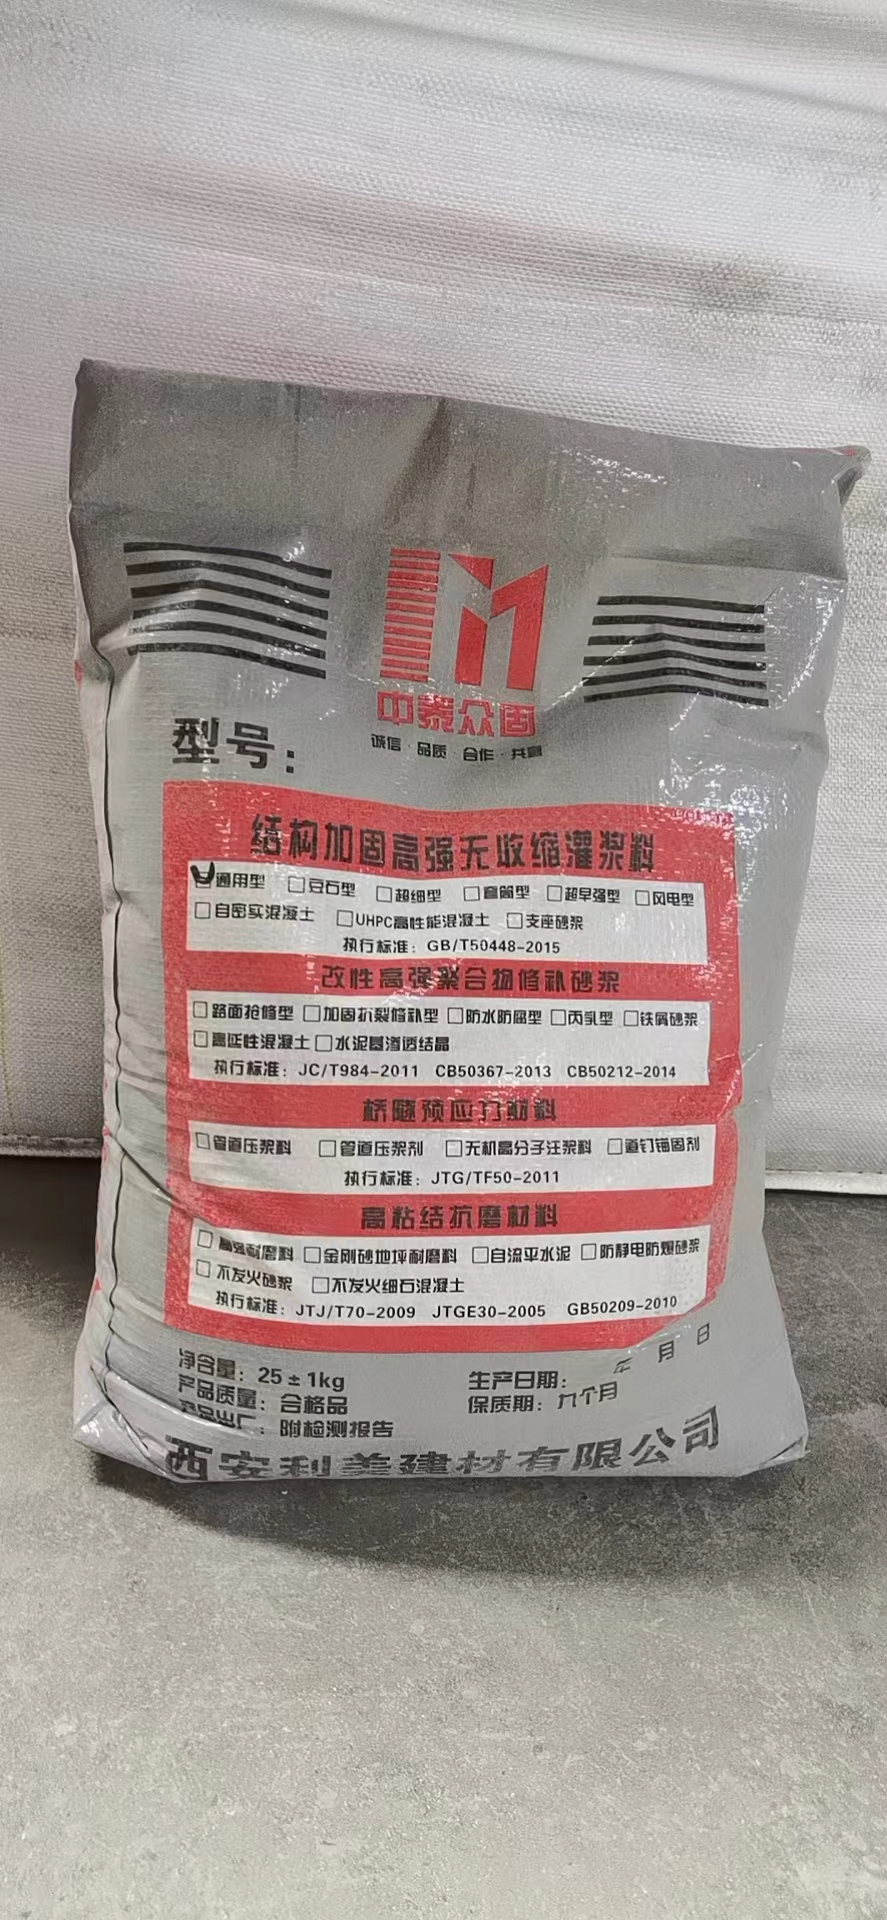 中泰众固
诚信·品质·合作·共赢
型号：
结构加固高强无收缩灌浆料
通用型 豆石型 超细型 套筒型 超早强型 风电型
自密实混凝土 UHPC高性能混凝土 支座砂浆
执行标准：GB/T50448-2015
改性高强聚合物修补砂浆
路面抢修型 加固抗裂修补型 防水防腐型 丙乳型 铁屑砂浆
高延性混凝土 水泥基渗透结晶
执行标准：JC/T984-2011 CB50367-2013 CB50212-2014
桥隧预应力材料
管道压浆料 管道压浆剂 无机高分子注浆料 道钉锚固剂
执行标准：JTG/TF50-2011
高粘结抗磨材料
高强耐磨料 金刚砂地坪耐磨料 自流平水泥 防静电防爆砂浆
不发火砂浆 不发火细石混凝土
执行标准：JTJ/T70-2009 JTGE30-2005 GB50209-2010
净含量：25±1kg 生产日期： 年 月 日
产品质量：合格品 保质期：九个月
产品出厂：附检测报告
西安利美建材有限公司